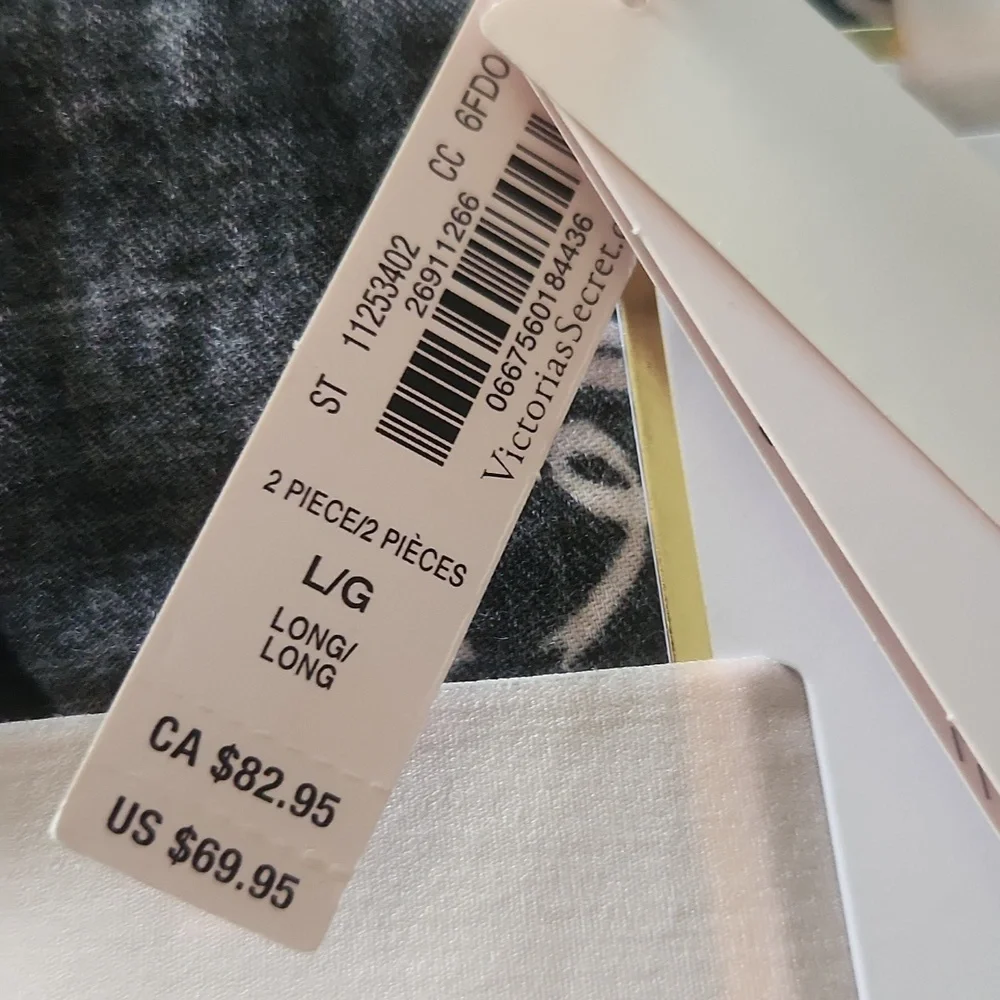 ST 11253402 CC 6FDO
26911266
0667560184436
VictoriasSecret.
2 PIECE/2 PIÈCES
L/G
LONG/
LONG
CA $82.95
US $69.95